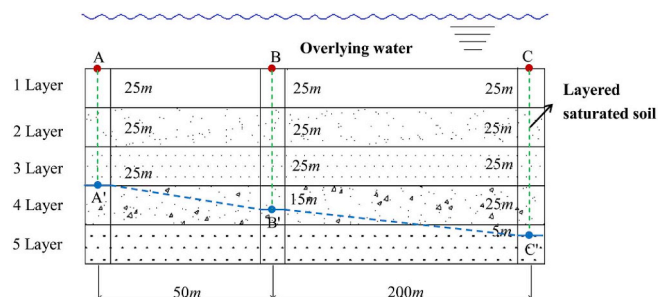 A
B
C
Overlying water
1 Layer
25m
25m
25m
Layered
saturated soil
2 Layer
25m
25m
25m
3 Layer
25m
25m
25m
4 Layer
A'
15m
25m
B'
5 Layer
5m
C'
50m
200m